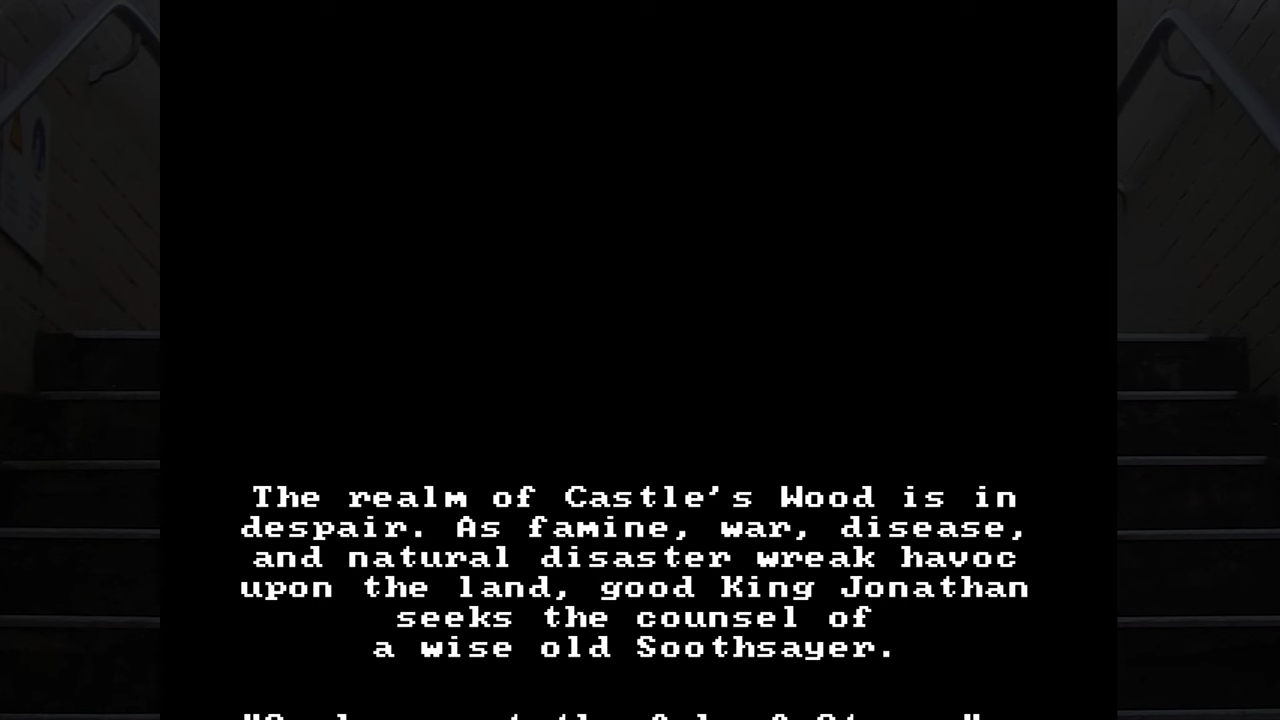 The realm of Castle's Wood is in
despair. As famine, war, disease,
and natural disaster wreak havoc
upon the land, good King Jonathan
seeks the counsel of
a wise old Soothsayer.